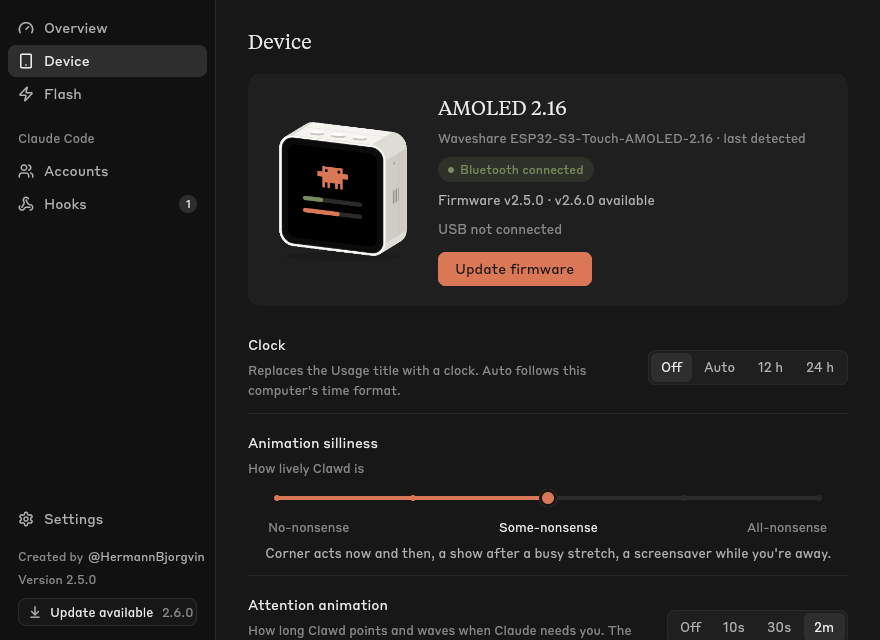 Overview
Device
Flash
Claude Code
Accounts
Hooks
1
Settings
Created by @HermannBjorgvin
Version 2.5.0
Update available 2.6.0
Device
AMOLED 2.16
Waveshare ESP32-S3-Touch-AMOLED-2.16 · last detected
Bluetooth connected
Firmware v2.5.0 · v2.6.0 available
USB not connected
Update firmware
Clock
Replaces the Usage title with a clock. Auto follows this
computer's time format.
Off Auto 12 h 24 h
Animation silliness
How lively Clawd is
No-nonsense Some-nonsense All-nonsense
Corner acts now and then, a show after a busy stretch, a screensaver while you're away.
Attention animation
How long Clawd points and waves when Claude needs you. The
Off 10s 30s 2m